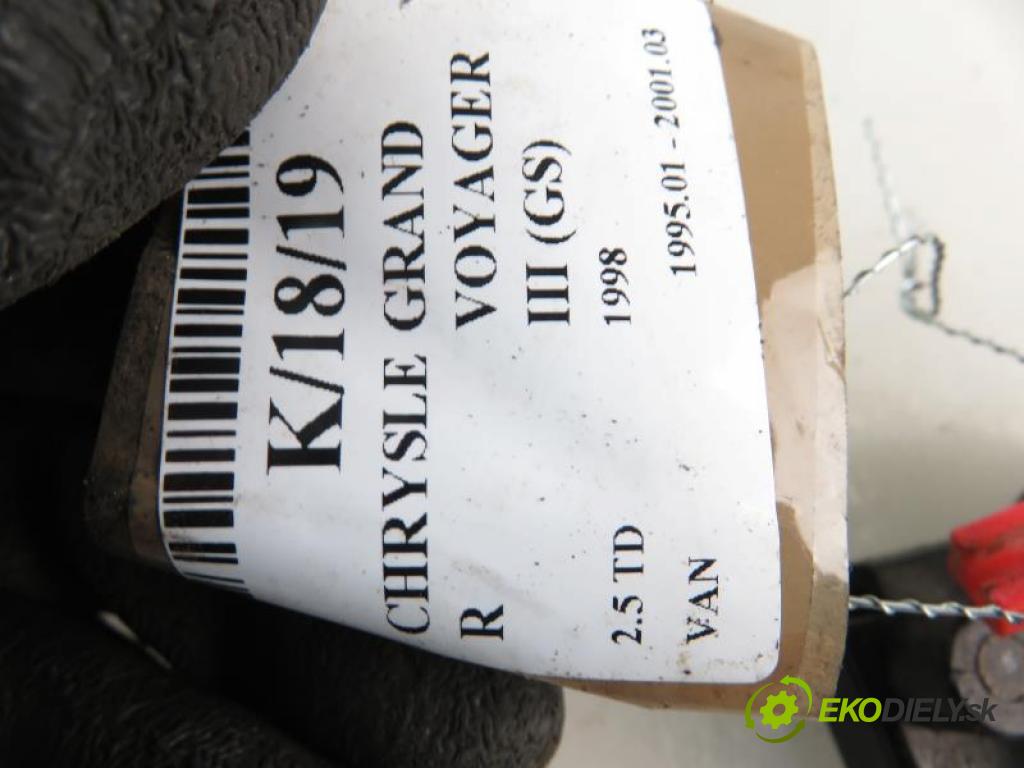 K/18/19
CHRYSLE GRAND
R VOYAGER
III (GS)
2.5 TD 1998
VAN 1995.01 - 2001.03
EKODIELY.sk